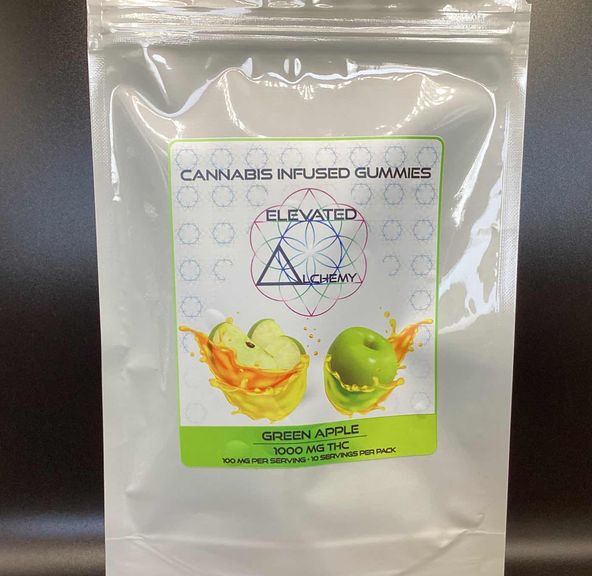 CANNABIS INFUSED GUMMIES
ELEVATED
ALCHEMY
GREEN APPLE
1000 MG THC
100 MG PER SERVING - 10 SERVINGS PER PACK